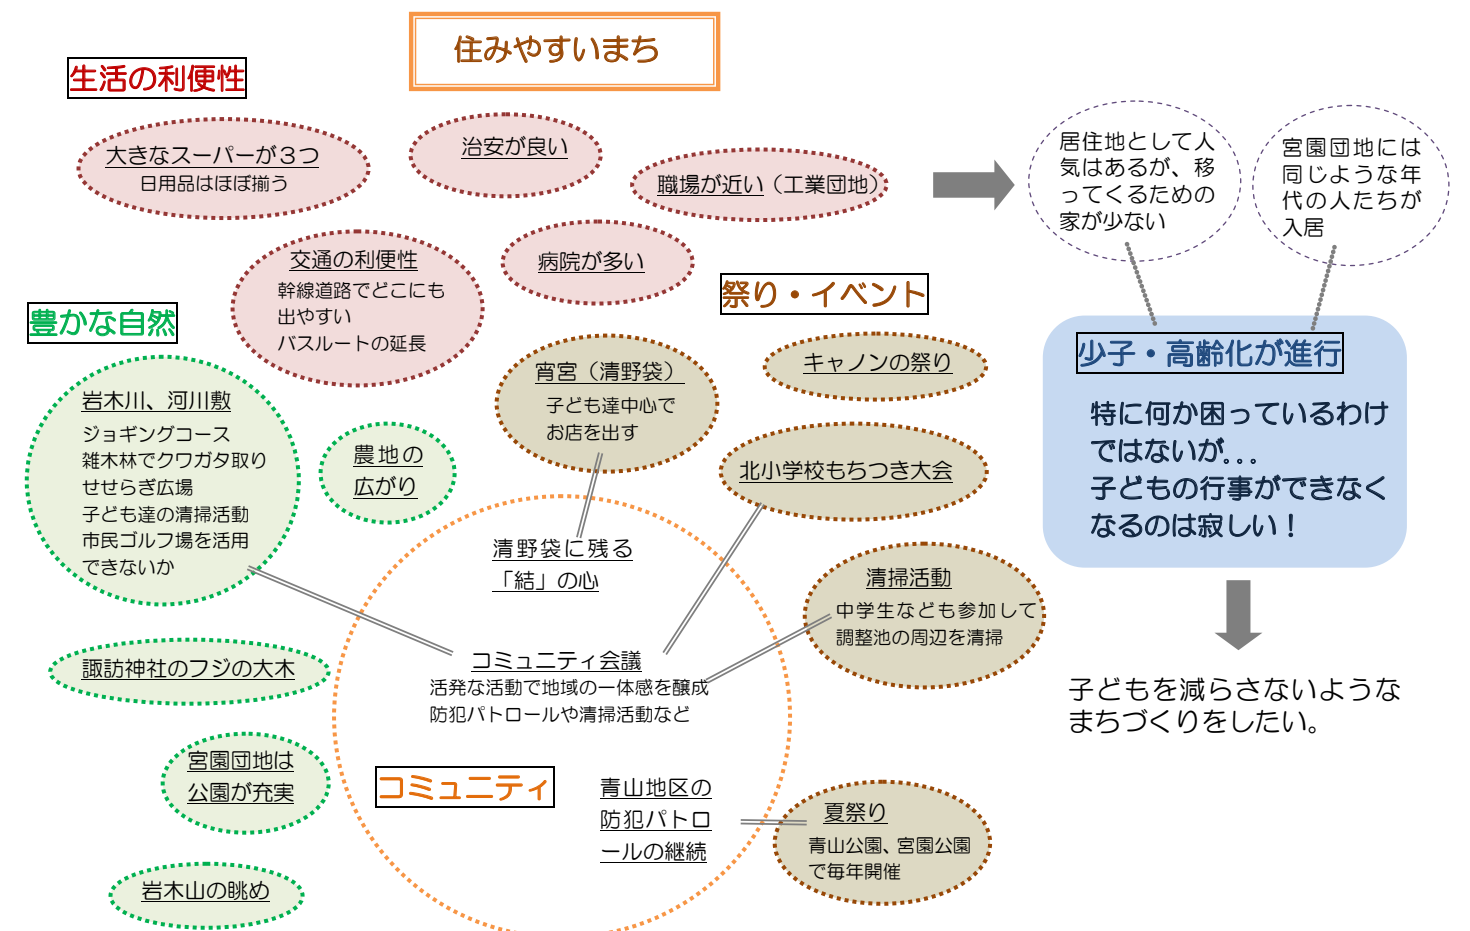 住みやすいまち
生活の利便性
大きなスーパーが３つ
日用品はほぼ揃う
治安が良い
職場が近い（工業団地）
交通の利便性
幹線道路でどこにも
出やすい
バスルートの延長
病院が多い
豊かな自然
岩木川、河川敷
ジョギングコース
雑木林でクワガタ取り
せせらぎ広場
子ども達の清掃活動
市民ゴルフ場を活用
できないか
農地の
広がり
諏訪神社のフジの大木
宮園団地は
公園が充実
岩木山の眺め
祭り・イベント
宵宮（清野袋）
子ども達中心で
お店を出す
キャノンの祭り
北小学校もちつき大会
清掃活動
中学生なども参加して
調整池の周辺を清掃
夏祭り
青山公園、宮園公園
で毎年開催
清野袋に残る
「結」の心
コミュニティ会議
活発な活動で地域の一体感を醸成
防犯パトロールや清掃活動など
コミュニティ
青山地区の
防犯パトロ
ールの継続
居住地として人
気はあるが、移
ってくるための
家が少ない
宮園団地には
同じような年
代の人たちが
入居
少子・高齢化が進行
特に何か困っているわけ
ではないが...
子どもの行事ができなく
なるのは寂しい！
子どもを減らさないような
まちづくりをしたい。